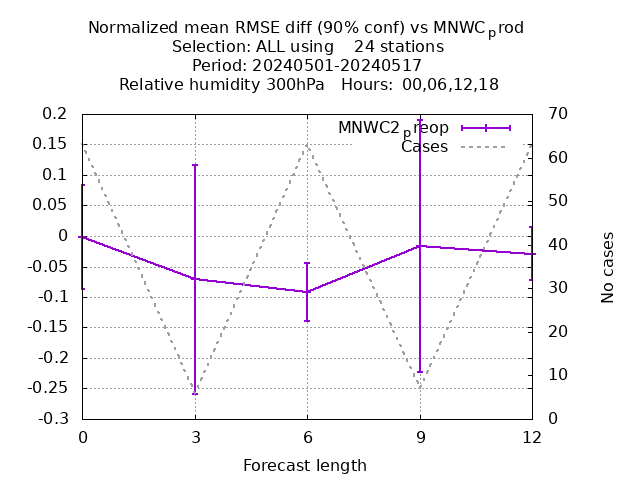 Normalized mean RMSE diff (90% conf) vs MNWCprod
Selection: ALL using    24 stations
Period: 20240501-20240517
Relative humidity 300hPa   Hours:  00,06,12,18
0.2
0.15
0.1
0.05
0
-0.05
-0.1
-0.15
-0.2
-0.25
-0.3
MNWC2preop
Cases
70
60
50
40
30
20
10
0
No cases
0 3 6 9 12
Forecast length